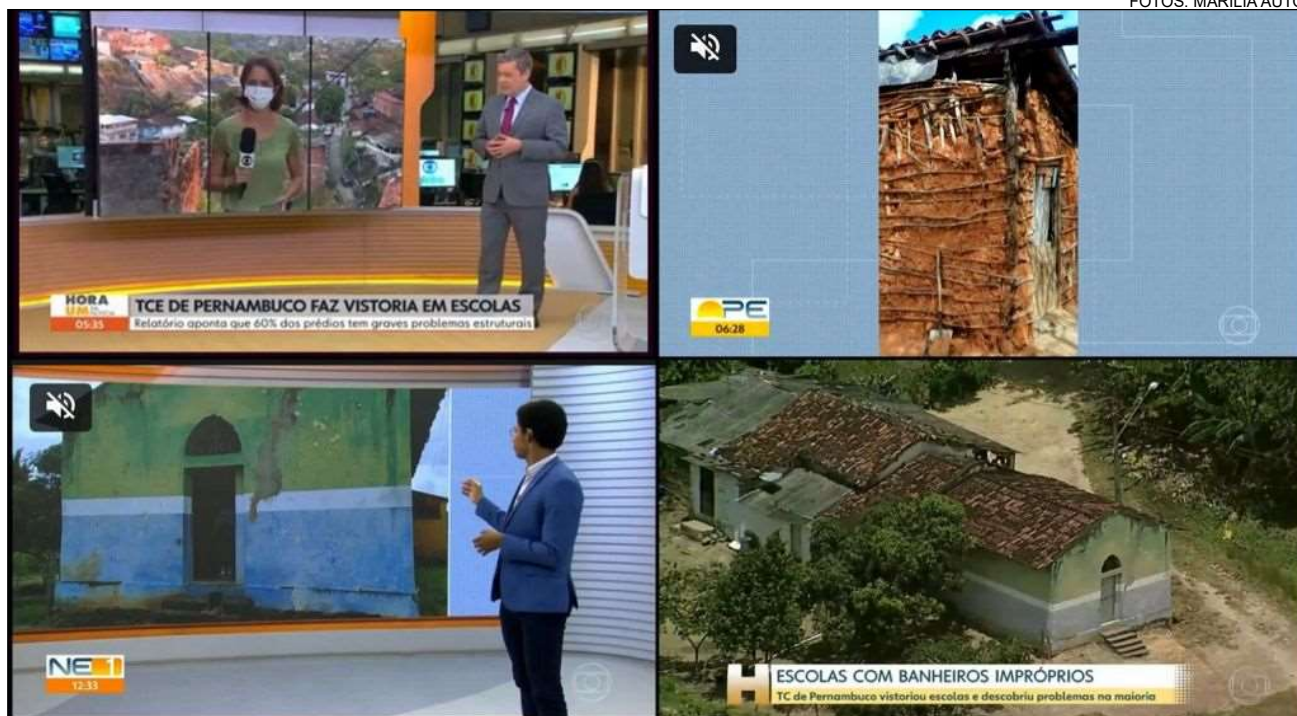 FOTOS: MARÍLIA AUTO
HORA
UM
05:35
TCE DE PERNAMBUCO FAZ VISTORIA EM ESCOLAS
Relatório aponta que 60% dos prédios tem graves problemas estruturais
PE
06:28
NE 1
12:33
H
ESCOLAS COM BANHEIROS IMPRÓPRIOS
TC de Pernambuco vistoriou escolas e descobriu problemas na maioria